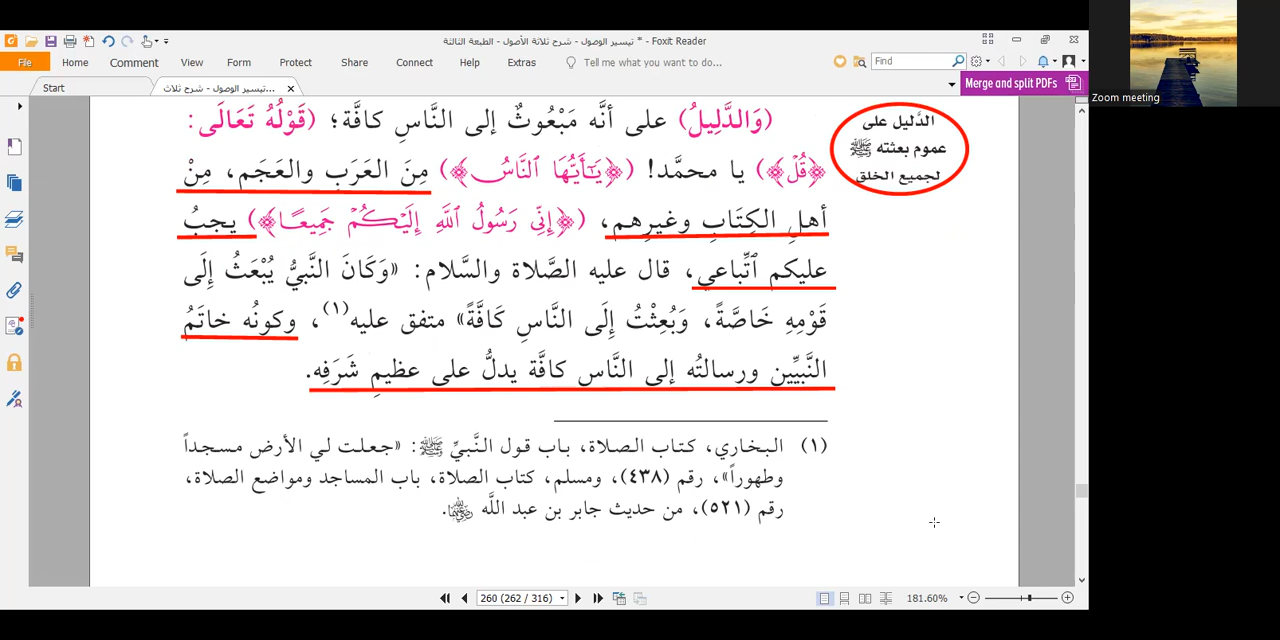 تيسير الوصول - شرح ثلاثة الأصول - الطبعة الثالثة * - Foxit Reader
File Home Comment View Form Protect Share Connect Help Extras Tell me what you want to do... Find
Start تيسير الوصول - شرح ثلاث...
Merge and split PDFs
Zoom meeting
(وَالدَّلِيلُ) على أنَّه مَبْعُوثٌ إلى النَّاسِ كافَّة؛ (قَوْلُهُ تَعَالَى:
﴿قُلْ﴾) يا محمَّد! (﴿يَٰٓأَيُّهَا ٱلنَّاسُ﴾) مِنَ العَرَبِ والعَجَم، مِنْ
أهلِ الكِتَابِ وغيرِهم، (﴿إِنِّى رَسُولُ ٱللَّهِ إِلَيْكُمْ جَمِيعًا﴾) يجبُ
عليكم ٱتِّباعي، قال عليه الصَّلاة والسَّلام: «وَكَانَ النَّبِيُّ يُبْعَثُ إِلَى
قَوْمِهِ خَاصَّةً، وَبُعِثْتُ إِلَى النَّاسِ كَافَّةً» متفق عليه(١)، وكونُه خاتَمُ
النَّبِيِّين ورسالتُه إلى النَّاس كافَّة يدلُّ على عظيمِ شَرَفِه.
الدَّليل على
عموم بعثته ﷺ
لجميع الخلق
(١) البخاري، كتاب الصلاة، باب قول النَّبيِّ ﷺ: «جعلت لي الأرض مسجداً
وطهوراً»، رقم (٤٣٨)، ومسلم، كتاب الصلاة، باب المساجد ومواضع الصلاة،
رقم (٥٢١)، من حديث جابر بن عبد اللَّه رضي الله عنهما.
260 (262 / 316) 181.60%